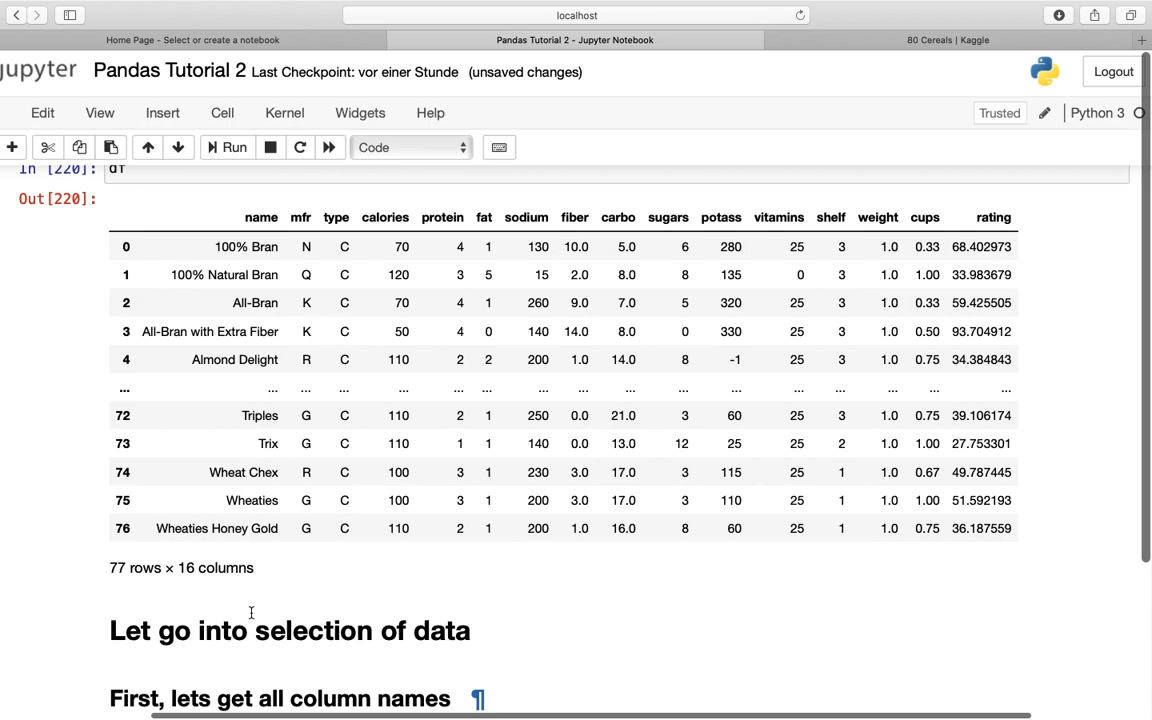 localhost
Home Page - Select or create a notebook Pandas Tutorial 2 - Jupyter Notebook 80 Cereals | Kaggle +
jupyter Pandas Tutorial 2 Last Checkpoint: vor einer Stunde (unsaved changes) Logout
Edit View Insert Cell Kernel Widgets Help Trusted Python 3
Run Code
In [220]: df
Out[220]:
name mfr type calories protein fat sodium fiber carbo sugars potass vitamins shelf weight cups rating
0 100% Bran N C 70 4 1 130 10.0 5.0 6 280 25 3 1.0 0.33 68.402973
1 100% Natural Bran Q C 120 3 5 15 2.0 8.0 8 135 0 3 1.0 1.00 33.983679
2 All-Bran K C 70 4 1 260 9.0 7.0 5 320 25 3 1.0 0.33 59.425505
3 All-Bran with Extra Fiber K C 50 4 0 140 14.0 8.0 0 330 25 3 1.0 0.50 93.704912
4 Almond Delight R C 110 2 2 200 1.0 14.0 8 -1 25 3 1.0 0.75 34.384843
... ... ... ... ... ... ... ... ... ... ... ... ... ... ... ... ...
72 Triples G C 110 2 1 250 0.0 21.0 3 60 25 3 1.0 0.75 39.106174
73 Trix G C 110 1 1 140 0.0 13.0 12 25 25 2 1.0 1.00 27.753301
74 Wheat Chex R C 100 3 1 230 3.0 17.0 3 115 25 1 1.0 0.67 49.787445
75 Wheaties G C 100 3 1 200 3.0 17.0 3 110 25 1 1.0 1.00 51.592193
76 Wheaties Honey Gold G C 110 2 1 200 1.0 16.0 8 60 25 1 1.0 0.75 36.187559
77 rows × 16 columns
Let go into selection of data
First, lets get all column names ¶